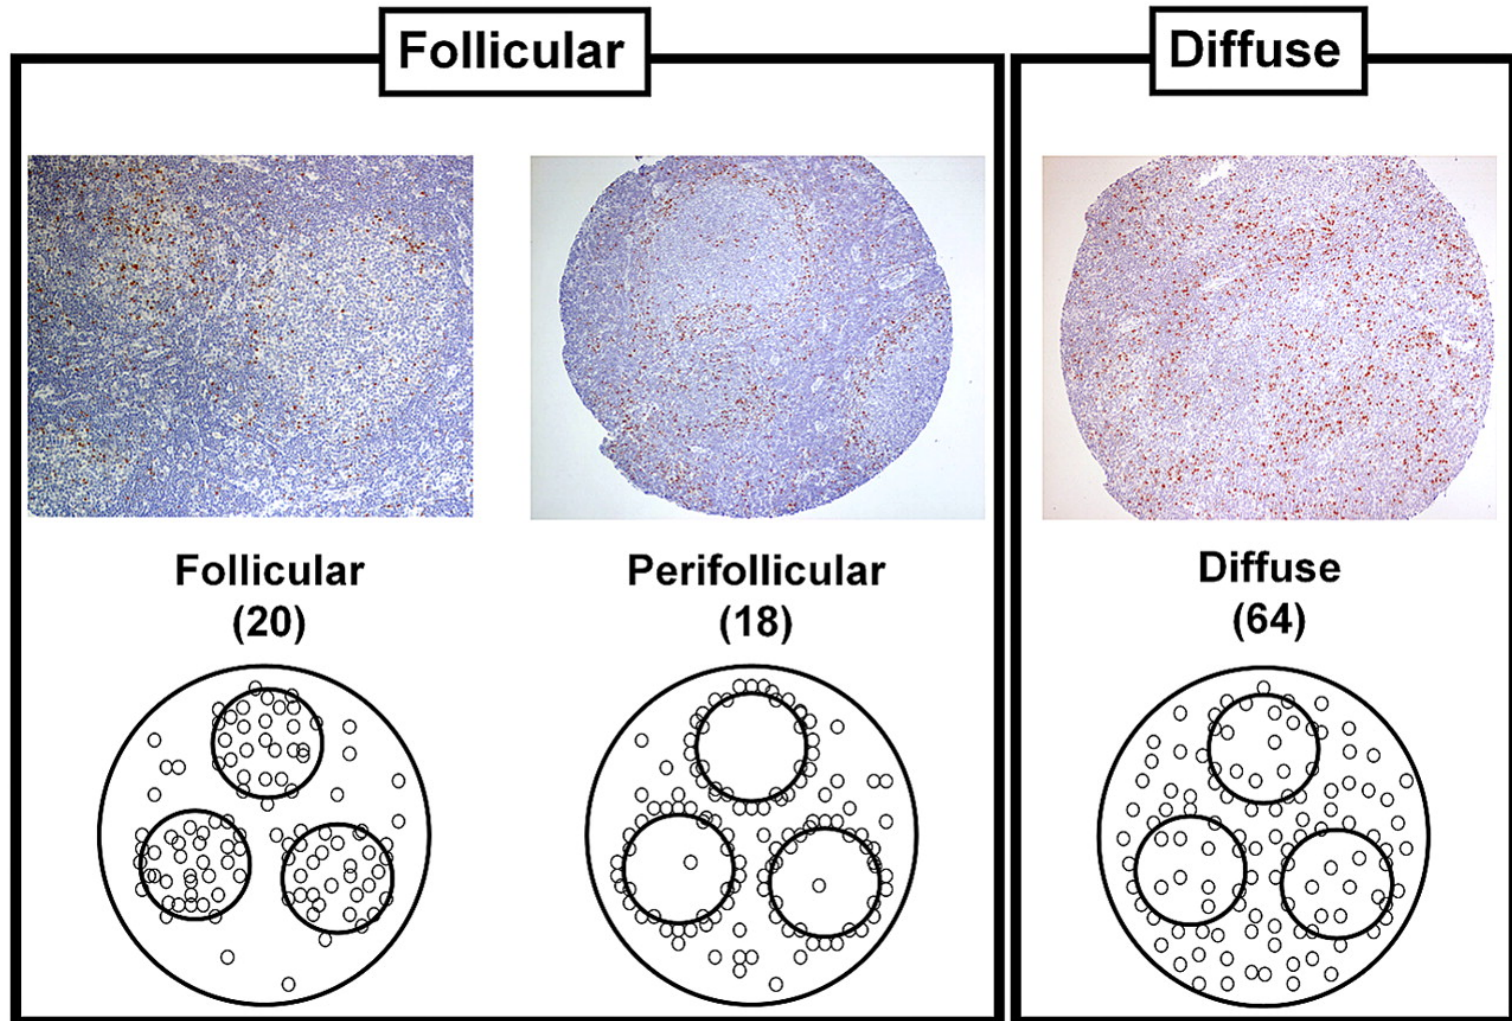 Follicular
Diffuse
Follicular
(20)
Perifollicular
(18)
Diffuse
(64)